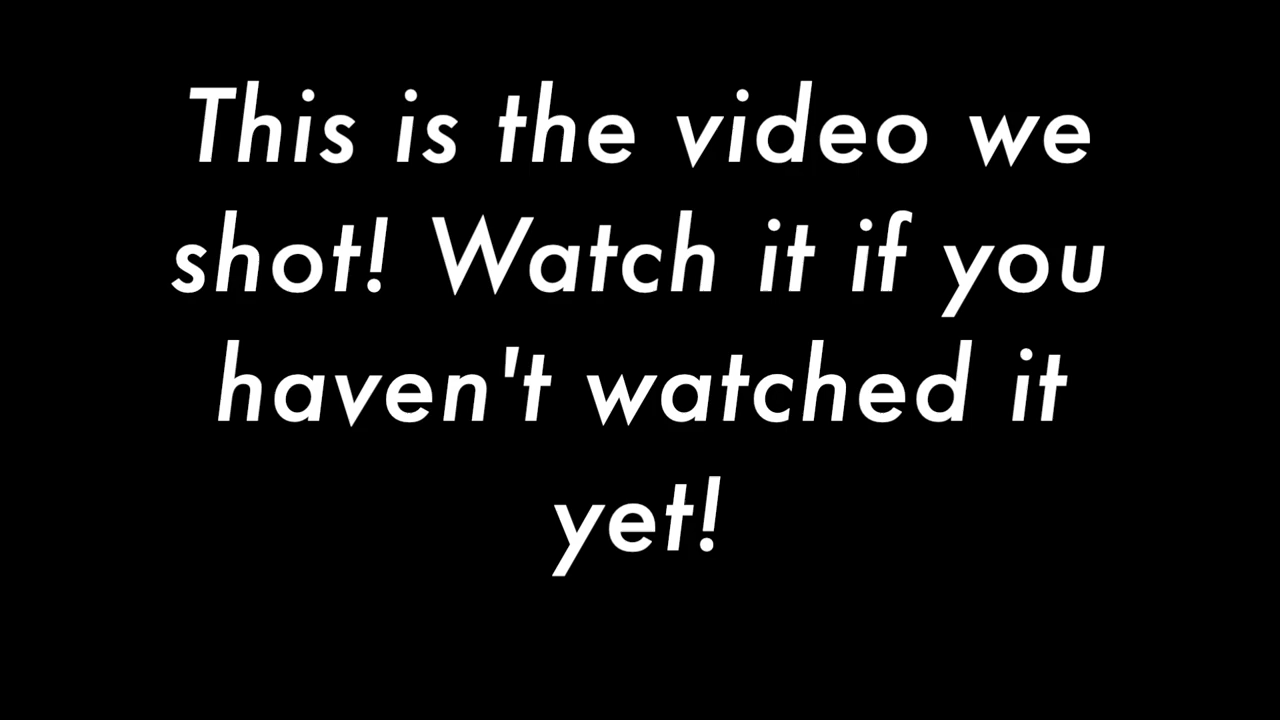 This is the video we
shot! Watch it if you
haven't watched it
yet!